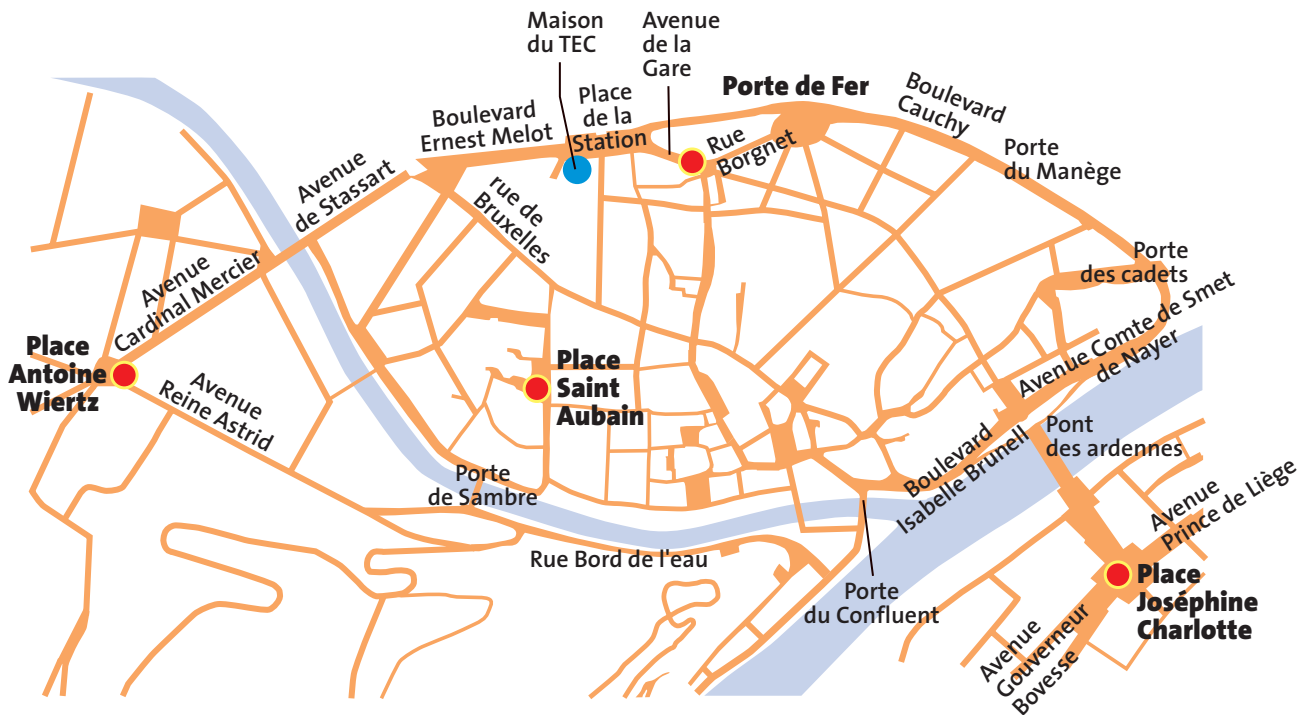 Maison
du TEC
Avenue
de la
Gare
Place
de la
Station
Porte de Fer
Boulevard
Cauchy
Boulevard
Ernest Melot
Rue
Borgnet
Porte
du Manège
Avenue
de Stassart
rue de
Bruxelles
Porte
des cadets
Avenue
Cardinal Mercier
Avenue Comte de Smet
de Nayer
Place
Antoine
Wiertz
Avenue
Reine Astrid
Place
Saint
Aubain
Pont
des ardennes
Boulevard
Isabelle Brunell
Porte
de Sambre
Avenue
Prince de Liège
Rue Bord de l'eau
Porte
du Confluent
Place
Joséphine
Charlotte
Avenue
Gouverneur
Bovesse